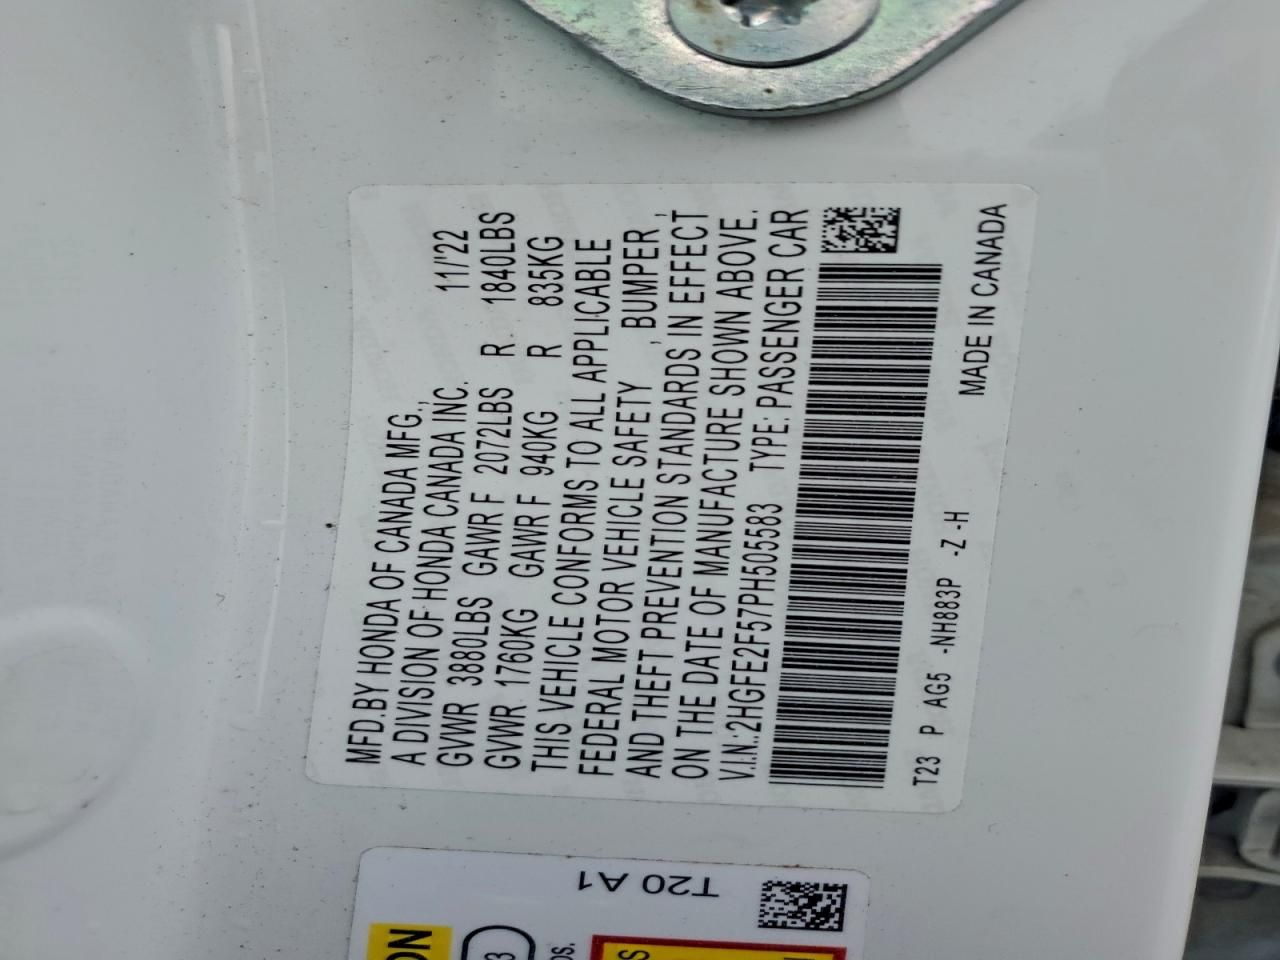 MFD.BY HONDA OF CANADA MFG.,
A DIVISION OF HONDA CANADA INC. 11/'22
GVWR 3880LBS GAWR F 2072LBS R 1840LBS
GVWR 1760KG GAWR F 940KG R 835KG
THIS VEHICLE CONFORMS TO ALL APPLICABLE
FEDERAL MOTOR VEHICLE SAFETY , BUMPER,
AND THEFT PREVENTION STANDARDS IN EFFECT
ON THE DATE OF MANUFACTURE SHOWN ABOVE.
V.I.N.:2HGFE2F57PH505583 TYPE: PASSENGER CAR
T23 P AG5 -NH883P -Z -H MADE IN CANADA
T20 A1